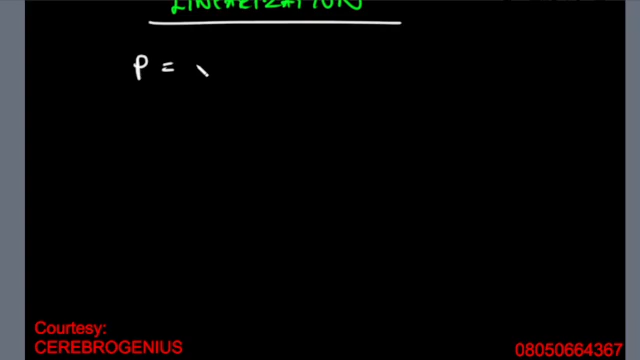 LINEARIZATION
P =
Courtesy:
CEREBROGENIUS
08050664367